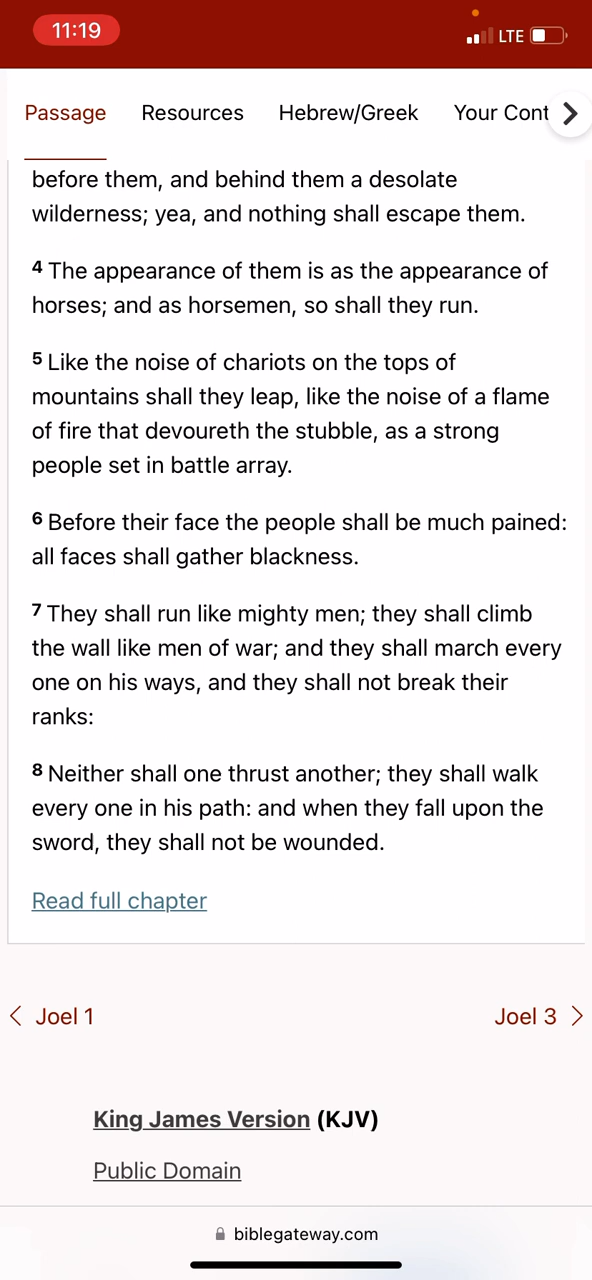 11:19
LTE
Passage Resources Hebrew/Greek Your Cont
before them, and behind them a desolate
wilderness; yea, and nothing shall escape them.
4 The appearance of them is as the appearance of
horses; and as horsemen, so shall they run.
5 Like the noise of chariots on the tops of
mountains shall they leap, like the noise of a flame
of fire that devoureth the stubble, as a strong
people set in battle array.
6 Before their face the people shall be much pained:
all faces shall gather blackness.
7 They shall run like mighty men; they shall climb
the wall like men of war; and they shall march every
one on his ways, and they shall not break their
ranks:
8 Neither shall one thrust another; they shall walk
every one in his path: and when they fall upon the
sword, they shall not be wounded.
Read full chapter
Joel 1 Joel 3
King James Version (KJV)
Public Domain
biblegateway.com